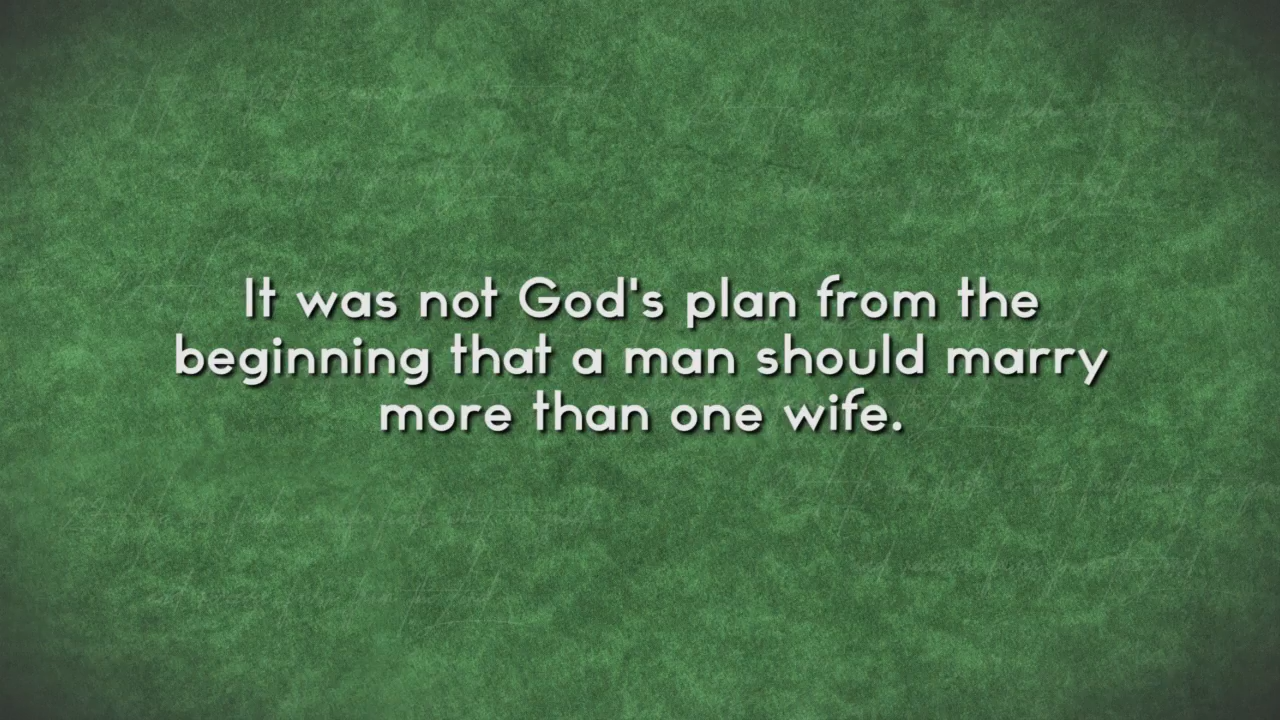 It was not God's plan from the
beginning that a man should marry
more than one wife.